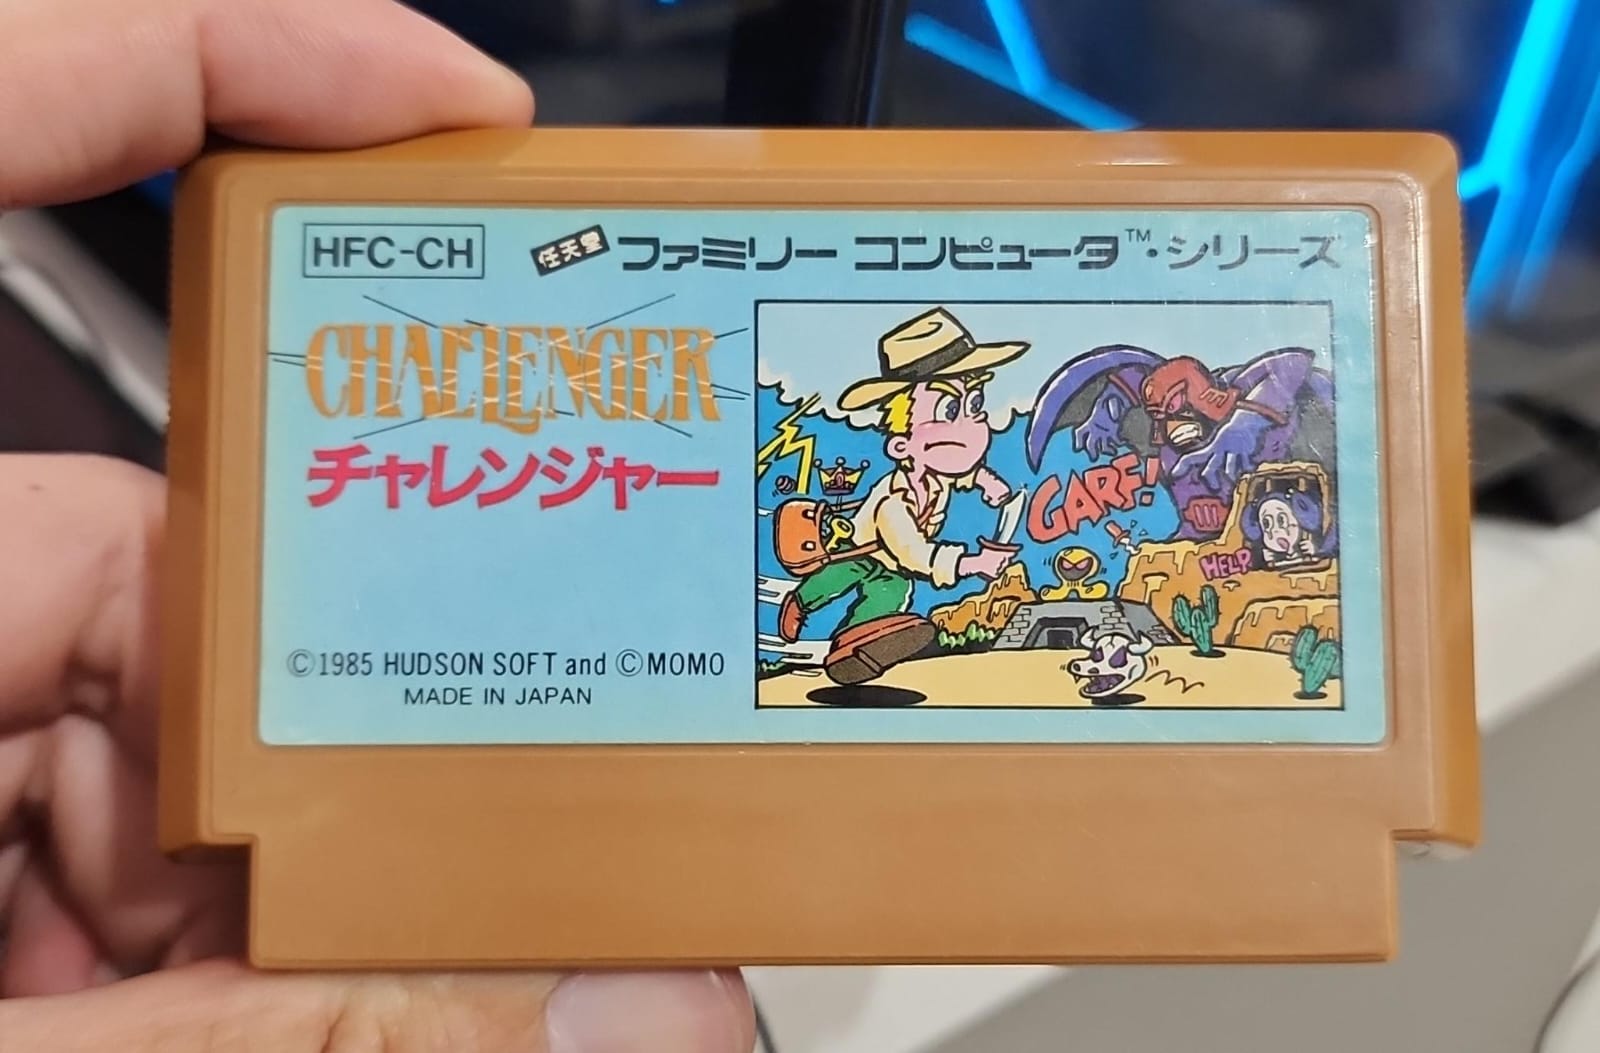 HFC-CH
任天堂 ファミリー コンピュータ™・シリーズ
CHALLENGER
チャレンジャー
GARF!
HELP
©1985 HUDSON SOFT and ©MOMO
MADE IN JAPAN